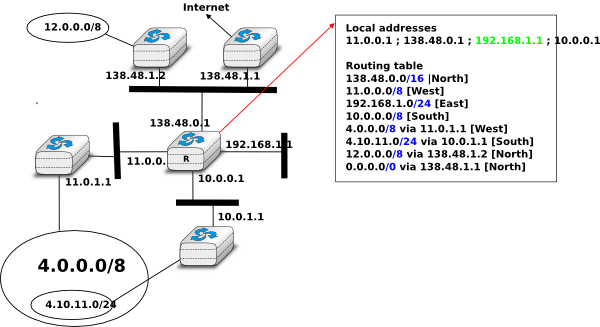 Internet
12.0.0.0/8
138.48.1.2
138.48.1.1
138.48.0.1
192.168.1.1
R
11.0.0.
11.0.1.1
10.0.0.1
10.0.1.1
4.0.0.0/8
4.10.11.0/24
Local addresses
11.0.0.1 ; 138.48.0.1 ; 192.168.1.1 ; 10.0.0.1
Routing table
138.48.0.0/16 |North]
11.0.0.0/8 [West]
192.168.1.0/24 [East]
10.0.0.0/8 [South]
4.0.0.0/8 via 11.0.1.1 [West]
4.10.11.0/24 via 10.0.1.1 [South]
12.0.0.0/8 via 138.48.1.2 [North]
0.0.0.0/0 via 138.48.1.1 [North]